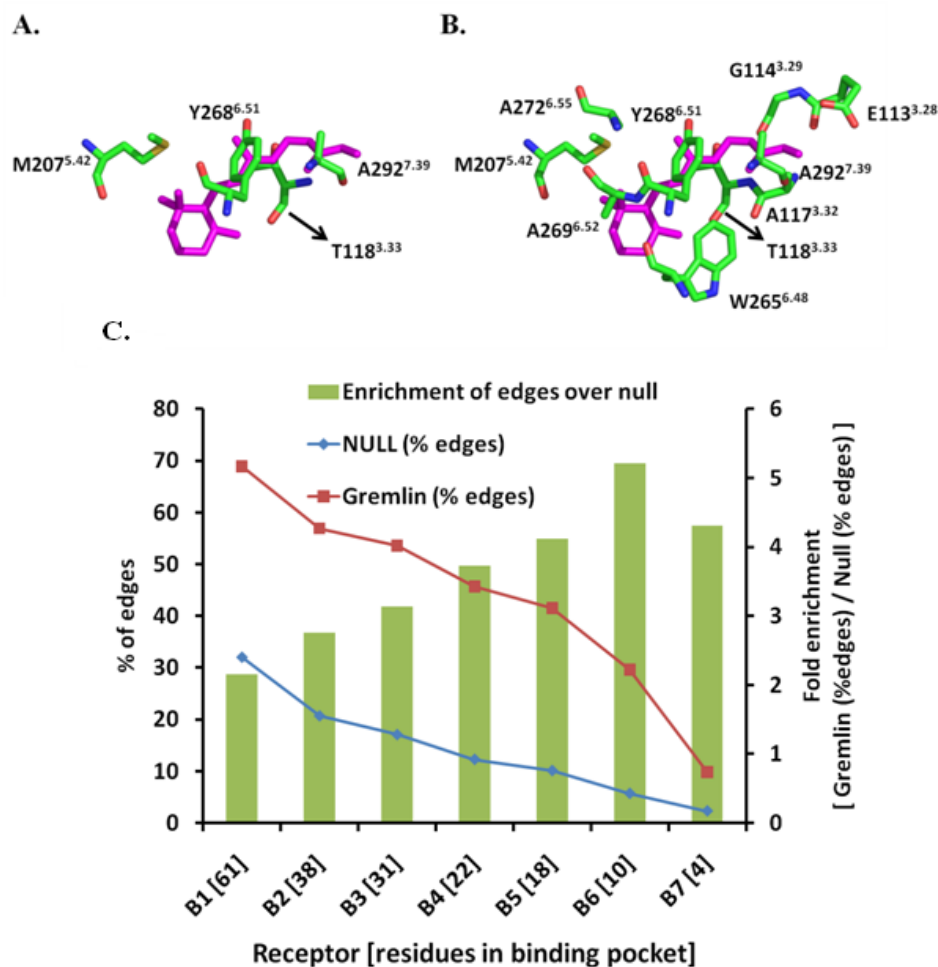 A.
Y268^6.51
M207^5.42
A292^7.39
T118^3.33
B.
G114^3.29
A272^6.55
Y268^6.51
E113^3.28
M207^5.42
A292^7.39
A117^3.32
A269^6.52
T118^3.33
W265^6.48
C.
Enrichment of edges over null
NULL (% edges)
Gremlin (% edges)
% of edges
80
70
60
50
40
30
20
10
0
6
5
4
3
2
1
0
Fold enrichment
[ Gremlin (%edges) / Null (% edges) ]
B1 [61]
B2 [38]
B3 [31]
B4 [22]
B5 [18]
B6 [10]
B7 [4]
Receptor [residues in binding pocket]